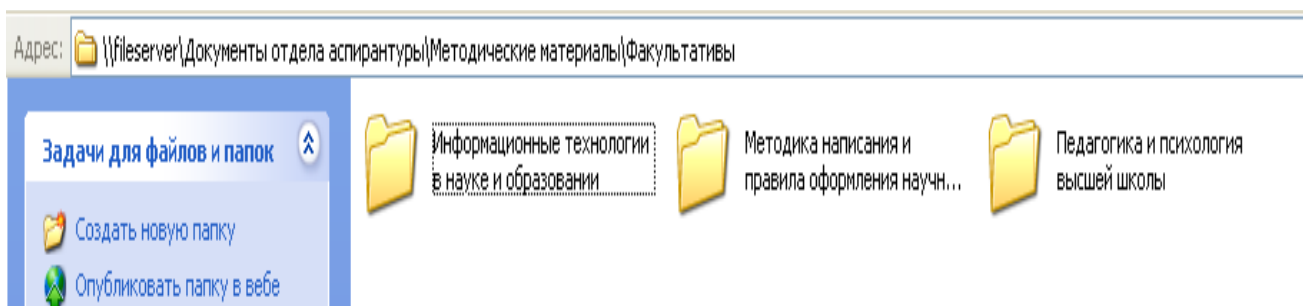 Адрес: \\fileserver\Документы отдела аспирантуры\Методические материалы\Факультативы
Задачи для файлов и папок
Создать новую папку
Опубликовать папку в вебе
Информационные технологии
в науке и образовании
Методика написания и
правила оформления научн...
Педагогика и психология
высшей школы